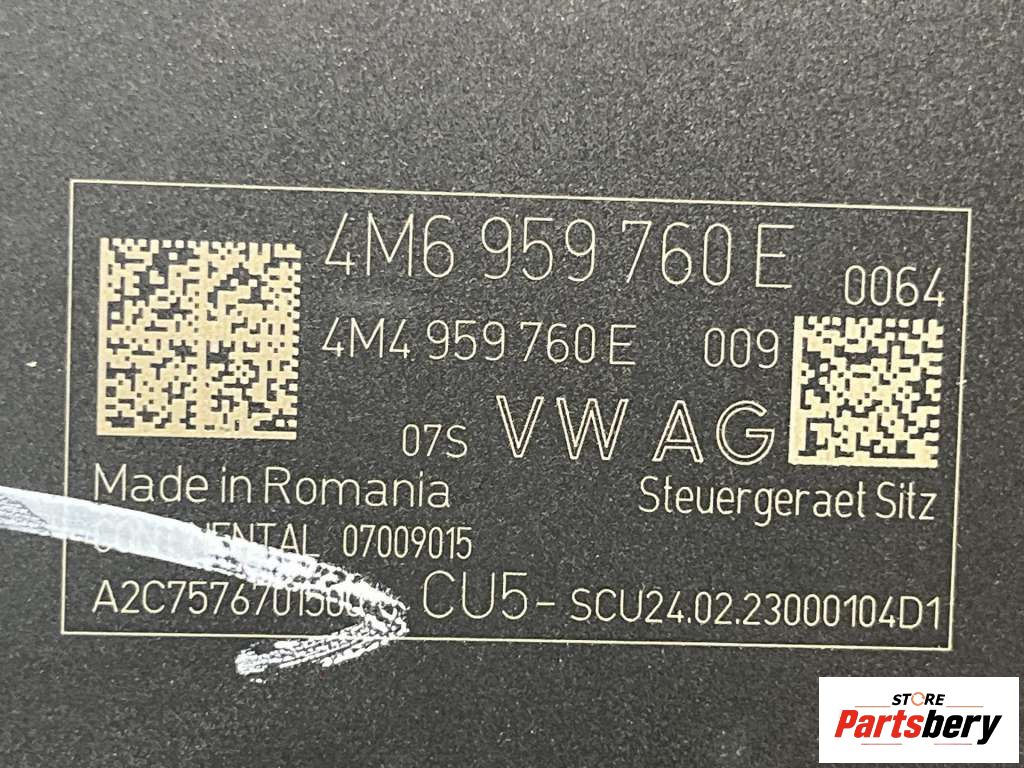 4M6 959 760 E
0064
4M4 959 760 E 009
07S VW AG
Made in Romania
Steuergeraet Sitz
07009015
CU5- SCU24.02.23000104D1
STORE
Partsbery